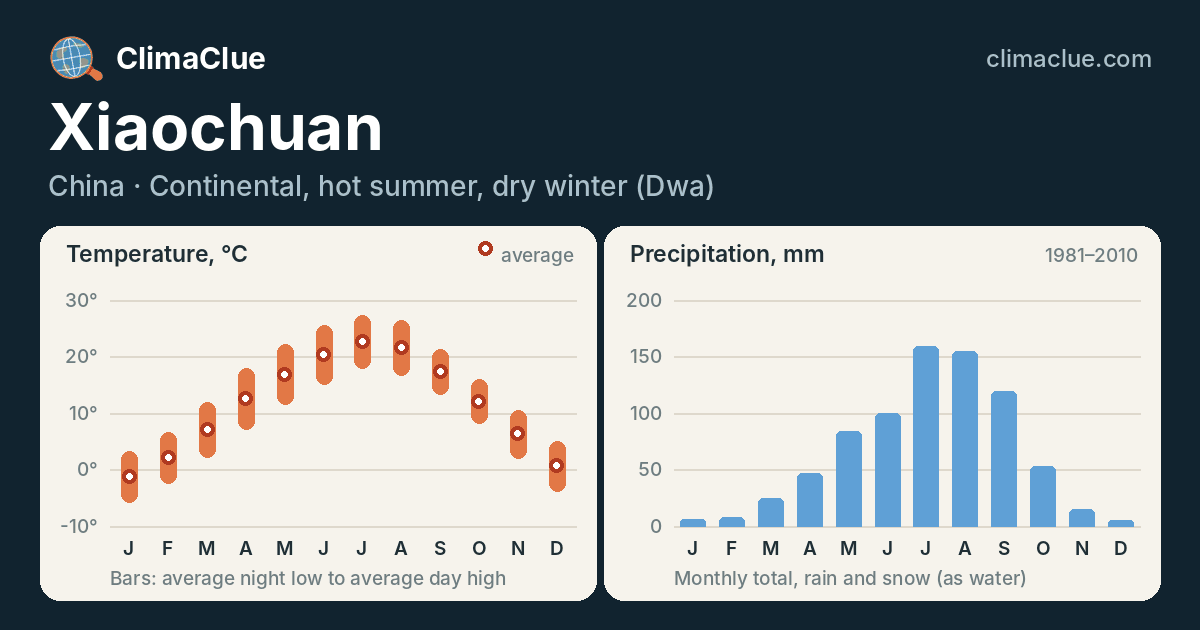 ClimaClue
climaclue.com
Xiaochuan
China · Continental, hot summer, dry winter (Dwa)
Temperature, °C
average
30°
20°
10°
0°
-10°
J F M A M J J A S O N D
Bars: average night low to average day high
Precipitation, mm
1981–2010
200
150
100
50
0
J F M A M J J A S O N D
Monthly total, rain and snow (as water)